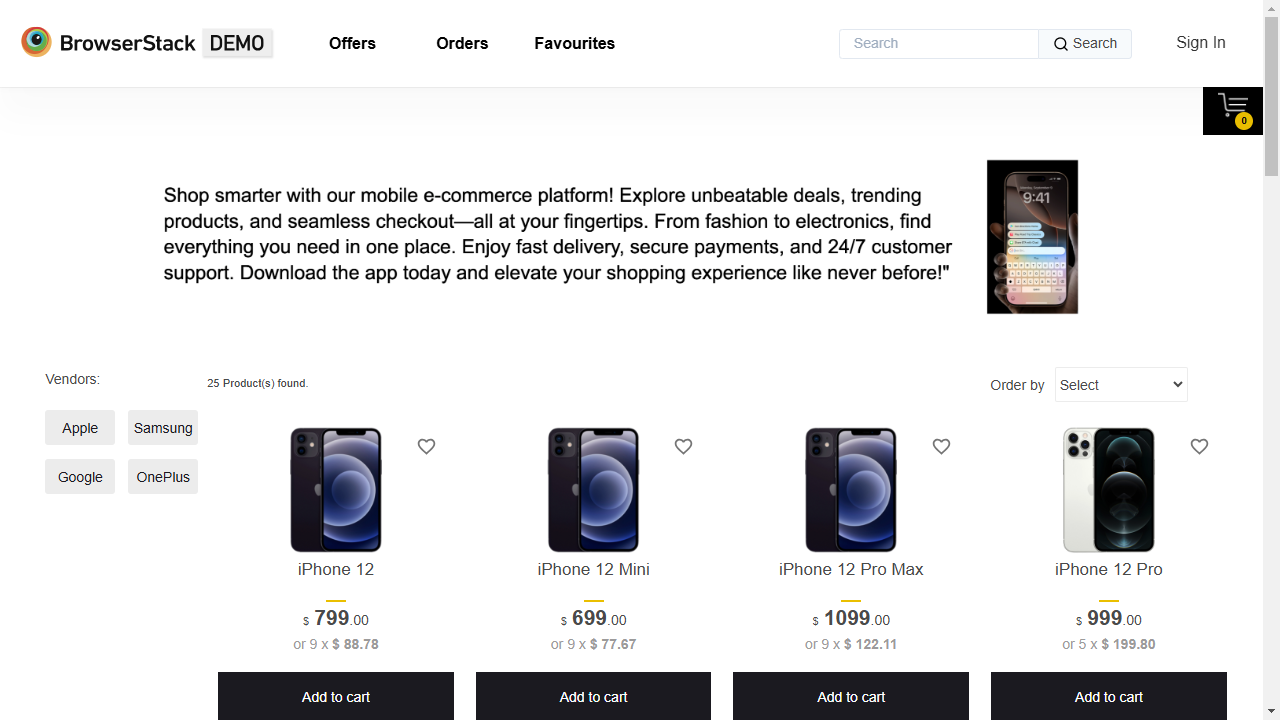 BrowserStack DEMO
Offers
Orders
Favourites
Search
Search
Sign In
0
Shop smarter with our mobile e-commerce platform! Explore unbeatable deals, trending
products, and seamless checkout—all at your fingertips. From fashion to electronics, find
everything you need in one place. Enjoy fast delivery, secure payments, and 24/7 customer
support. Download the app today and elevate your shopping experience like never before!"
9:41
Vendors:
Apple
Samsung
Google
OnePlus
25 Product(s) found.
Order by
Select
iPhone 12
$ 799.00
or 9 x $ 88.78
Add to cart
iPhone 12 Mini
$ 699.00
or 9 x $ 77.67
Add to cart
iPhone 12 Pro Max
$ 1099.00
or 9 x $ 122.11
Add to cart
iPhone 12 Pro
$ 999.00
or 5 x $ 199.80
Add to cart